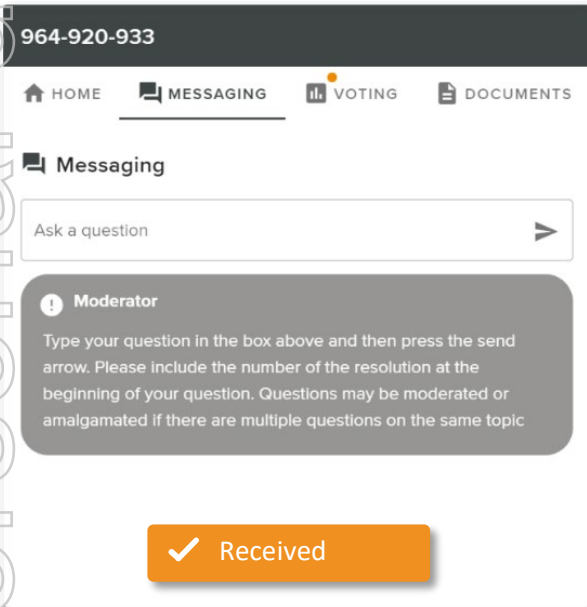 964-920-933
HOME MESSAGING VOTING DOCUMENTS
Messaging
Ask a question
Moderator
Type your question in the box above and then press the send
arrow. Please include the number of the resolution at the
beginning of your question. Questions may be moderated or
amalgamated if there are multiple questions on the same topic
Received